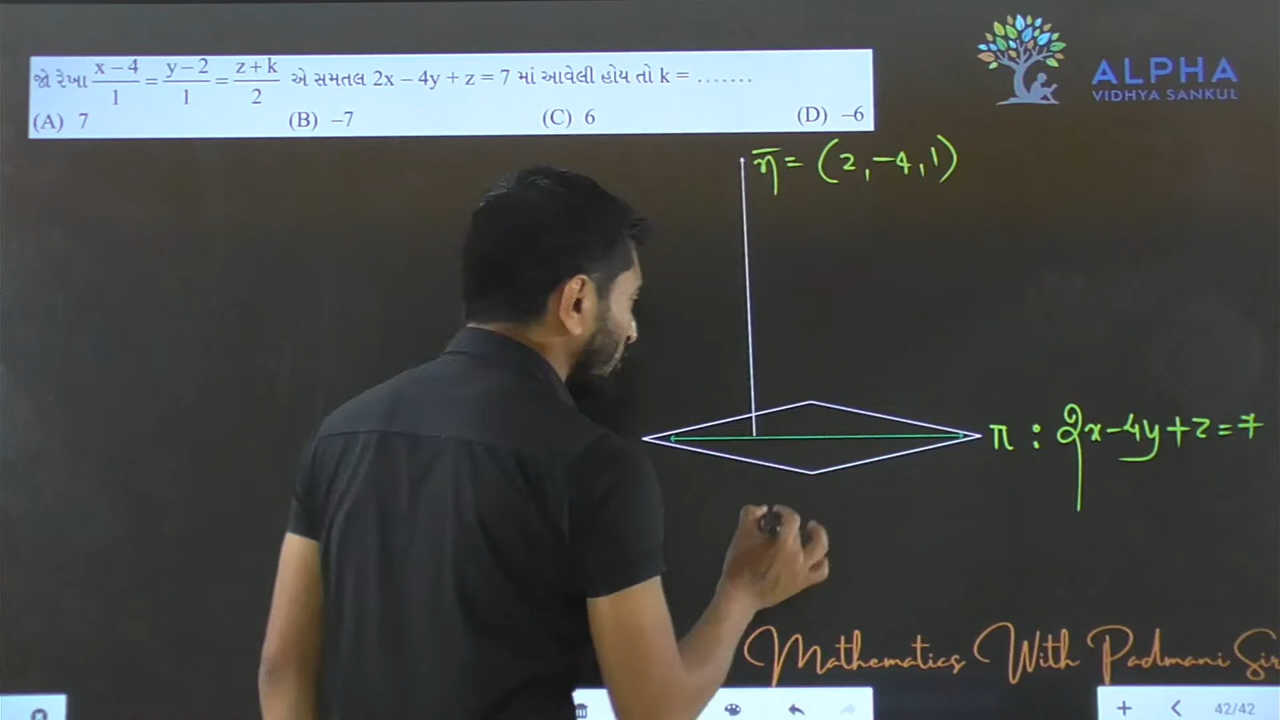 જો રેખા x – 4 / 1 = y – 2 / 1 = z + k / 2 એ સમતલ 2x – 4y + z = 7 માં આવેલી હોય તો k = .......
(A) 7 (B) –7 (C) 6 (D) –6
ALPHA
VIDHYA SANKUL
n̄ = (2, -4, 1)
π : 2x-4y+z=7
Mathematics With Padmani Sir
42/42